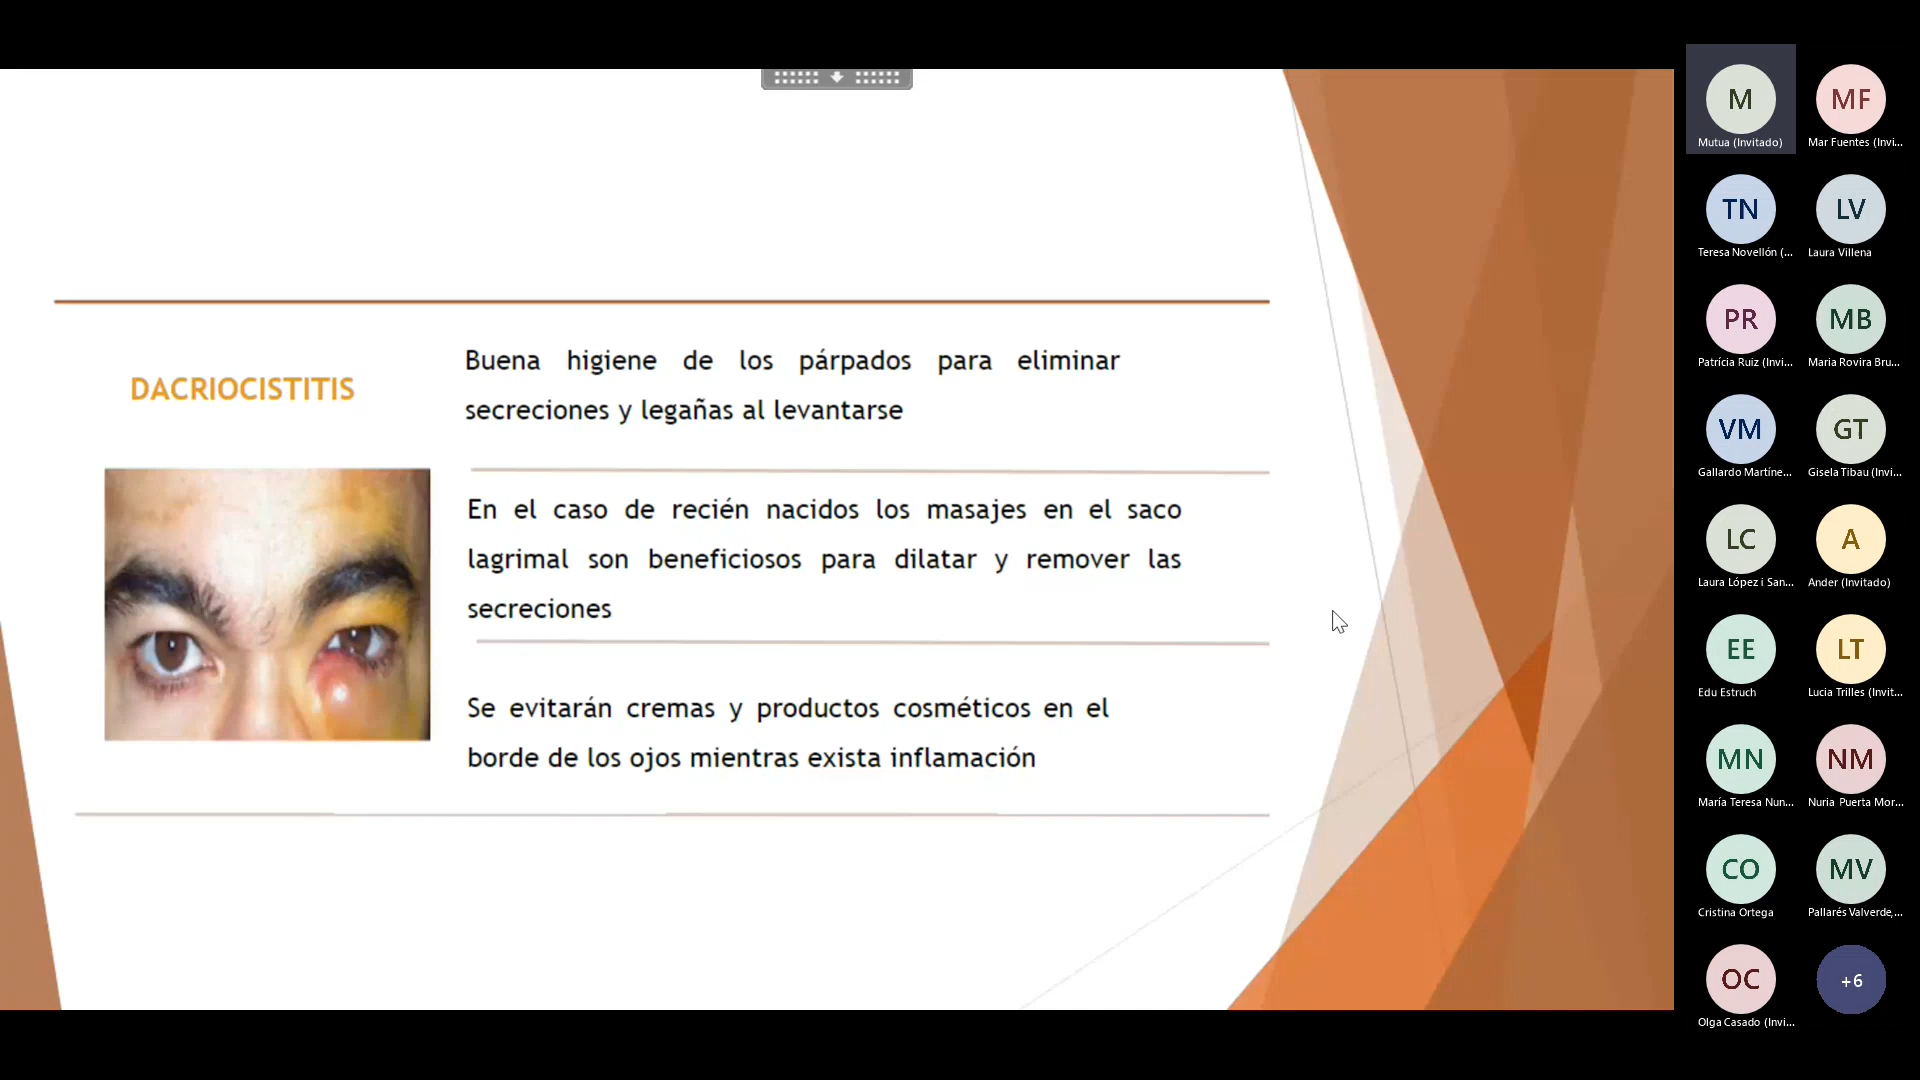 DACRIOCISTITIS
Buena higiene de los párpados para eliminar
secreciones y legañas al levantarse
En el caso de recién nacidos los masajes en el saco
lagrimal son beneficiosos para dilatar y remover las
secreciones
Se evitarán cremas y productos cosméticos en el
borde de los ojos mientras exista inflamación
M
Mutua (Invitado)
MF
Mar Fuentes (Invi...
TN
Teresa Novellón (...
LV
Laura Villena
PR
Patrícia Ruiz (Invi...
MB
Maria Rovira Bru...
VM
Gallardo Martíne...
GT
Gisela Tibau (Invi...
LC
Laura López i San...
A
Ander (Invitado)
EE
Edu Estruch
LT
Lucia Trilles (Invit...
MN
María Teresa Nun...
NM
Nuria Puerta Mor...
CO
Cristina Ortega
MV
Pallarés Valverde,...
OC
Olga Casado (Invi...
+6